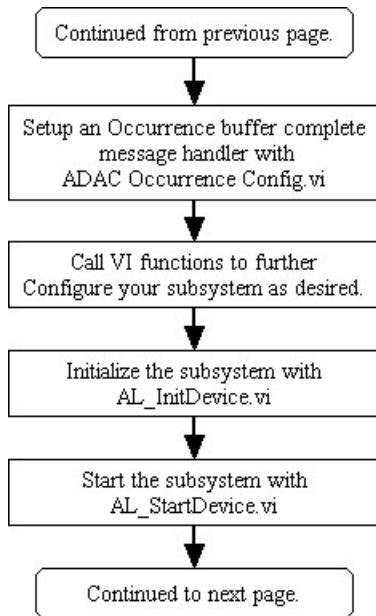 Continued from previous page.
Setup an Occurrence buffer complete
message handler with
ADAC Occurrence Config.vi
Call VI functions to further
Configure your subsystem as desired.
Initialize the subsystem with
AL_InitDevice.vi
Start the subsystem with
AL_StartDevice.vi
Continued to next page.